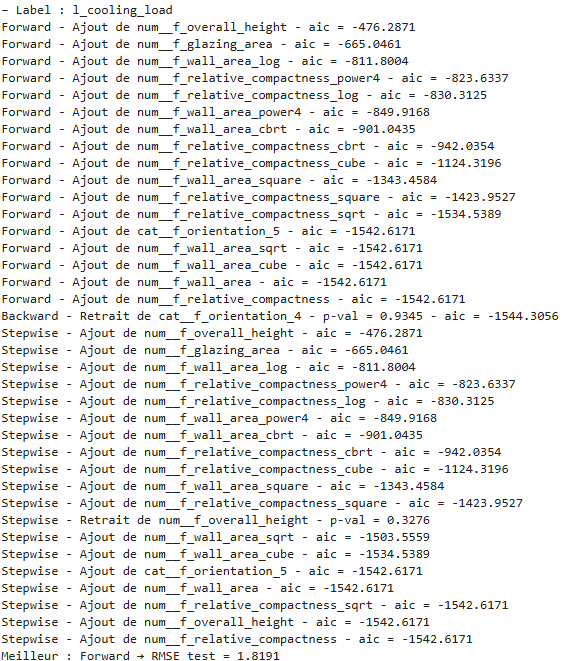 - Label : l_cooling_load
Forward - Ajout de num__f_overall_height - aic = -476.2871
Forward - Ajout de num__f_glazing_area - aic = -665.0461
Forward - Ajout de num__f_wall_area_log - aic = -811.8004
Forward - Ajout de num__f_relative_compactness_power4 - aic = -823.6337
Forward - Ajout de num__f_relative_compactness_log - aic = -830.3125
Forward - Ajout de num__f_wall_area_power4 - aic = -849.9168
Forward - Ajout de num__f_wall_area_cbrt - aic = -901.0435
Forward - Ajout de num__f_relative_compactness_cbrt - aic = -942.0354
Forward - Ajout de num__f_relative_compactness_cube - aic = -1124.3196
Forward - Ajout de num__f_wall_area_square - aic = -1343.4584
Forward - Ajout de num__f_relative_compactness_square - aic = -1423.9527
Forward - Ajout de num__f_relative_compactness_sqrt - aic = -1534.5389
Forward - Ajout de cat__f_orientation_5 - aic = -1542.6171
Forward - Ajout de num__f_wall_area_sqrt - aic = -1542.6171
Forward - Ajout de num__f_wall_area_cube - aic = -1542.6171
Forward - Ajout de num__f_wall_area - aic = -1542.6171
Forward - Ajout de num__f_relative_compactness - aic = -1542.6171
Backward - Retrait de cat__f_orientation_4 - p-val = 0.9345 - aic = -1544.3056
Stepwise - Ajout de num__f_overall_height - aic = -476.2871
Stepwise - Ajout de num__f_glazing_area - aic = -665.0461
Stepwise - Ajout de num__f_wall_area_log - aic = -811.8004
Stepwise - Ajout de num__f_relative_compactness_power4 - aic = -823.6337
Stepwise - Ajout de num__f_relative_compactness_log - aic = -830.3125
Stepwise - Ajout de num__f_wall_area_power4 - aic = -849.9168
Stepwise - Ajout de num__f_wall_area_cbrt - aic = -901.0435
Stepwise - Ajout de num__f_relative_compactness_cbrt - aic = -942.0354
Stepwise - Ajout de num__f_relative_compactness_cube - aic = -1124.3196
Stepwise - Ajout de num__f_wall_area_square - aic = -1343.4584
Stepwise - Ajout de num__f_relative_compactness_square - aic = -1423.9527
Stepwise - Retrait de num__f_overall_height - p-val = 0.3276
Stepwise - Ajout de num__f_wall_area_sqrt - aic = -1503.5559
Stepwise - Ajout de num__f_wall_area_cube - aic = -1534.5389
Stepwise - Ajout de cat__f_orientation_5 - aic = -1542.6171
Stepwise - Ajout de num__f_wall_area - aic = -1542.6171
Stepwise - Ajout de num__f_relative_compactness_sqrt - aic = -1542.6171
Stepwise - Ajout de num__f_overall_height - aic = -1542.6171
Stepwise - Ajout de num__f_relative_compactness - aic = -1542.6171
Meilleur : Forward → RMSE test = 1.8191